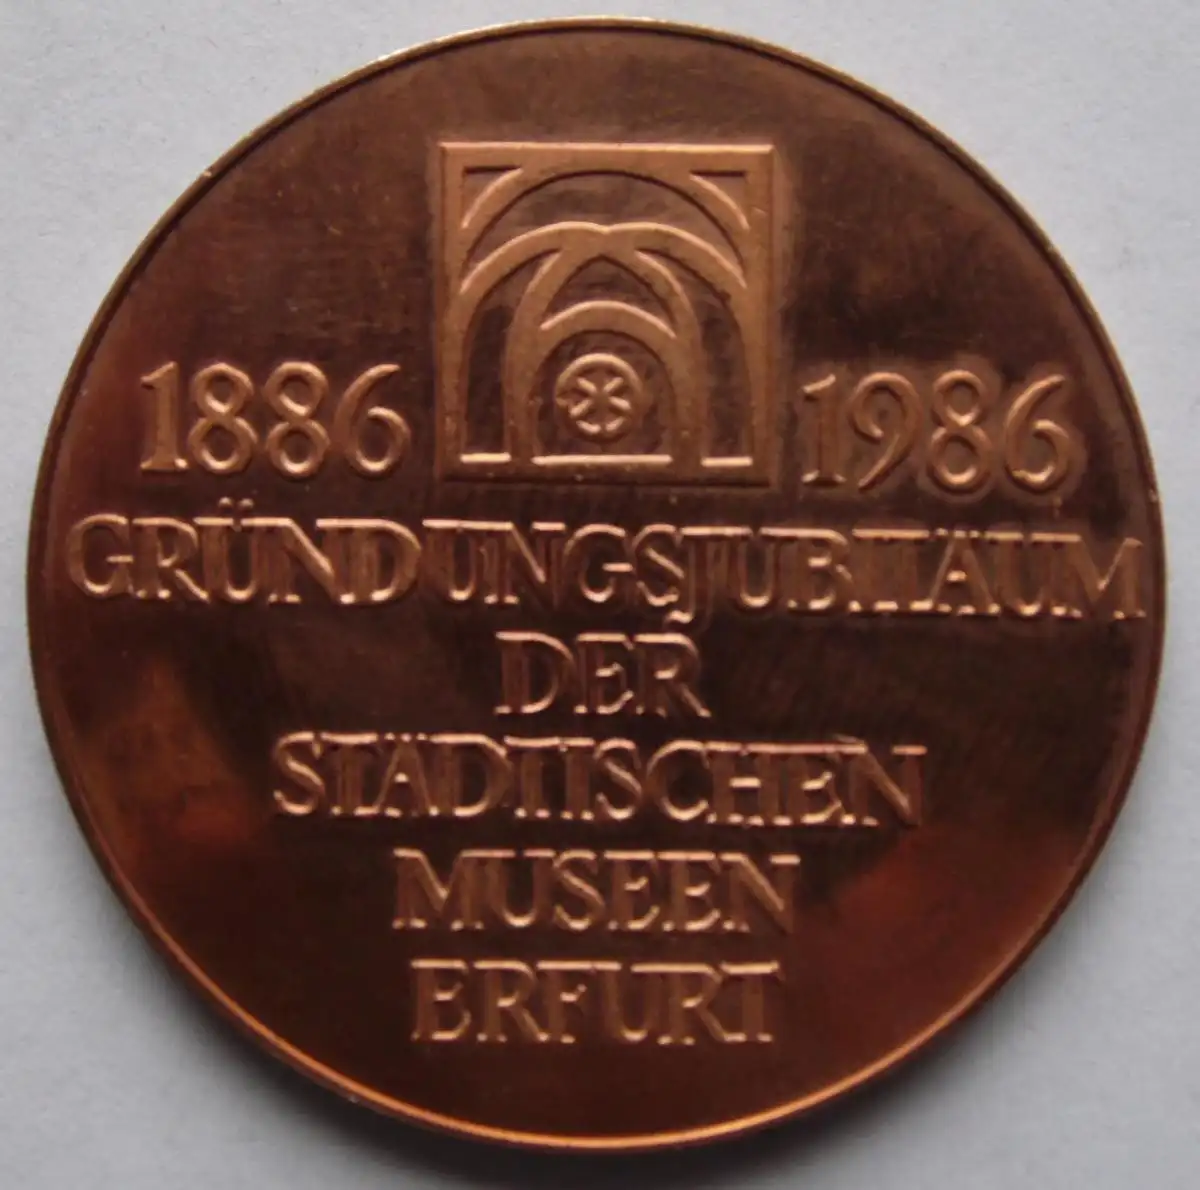 1886 1986
GRÜNDUNGSJUBILÄUM
DER
STÄDTISCHEN
MUSEEN
ERFURT